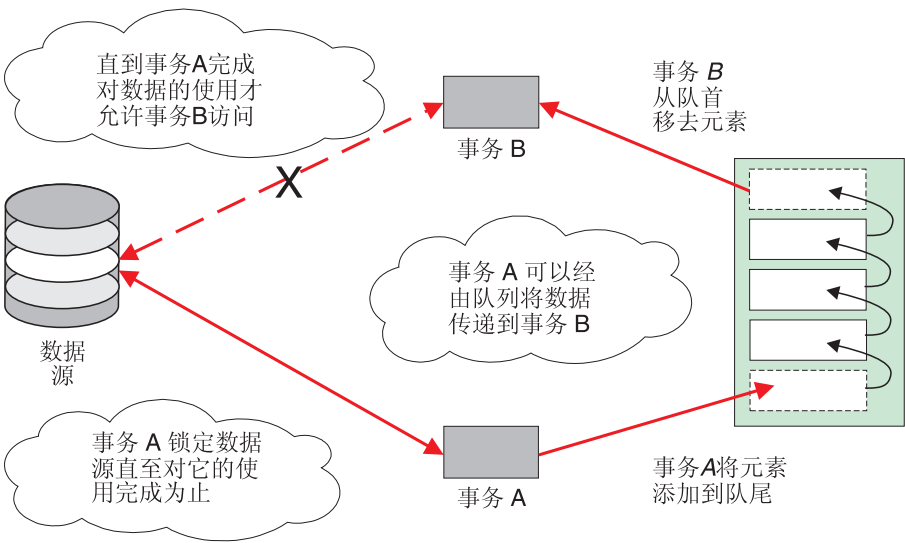 直到事务A完成
对数据的使用才
允许事务B访问
事务 B
从队首
移去元素
事务 B
X
事务 A 可以经
由队列将数据
传递到事务 B
数据
源
事务 A 锁定数据
源直至对它的使
用完成为止
事务 A
事务A将元素
添加到队尾